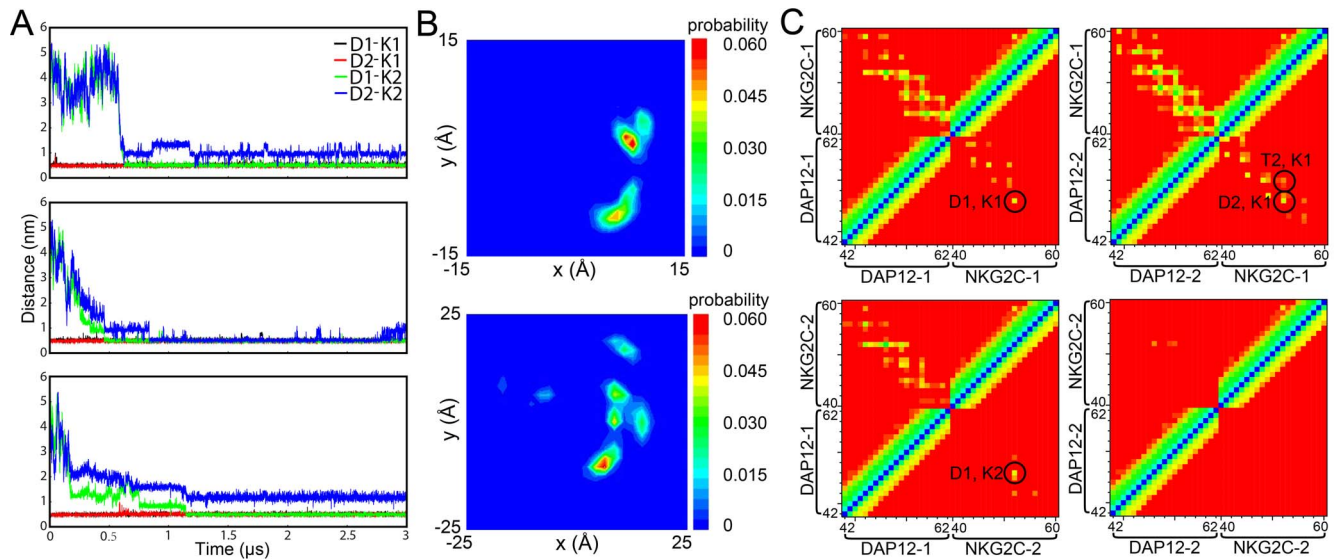 A
6
5
4
3
2
1
0
D1-K1
D2-K1
D1-K2
D2-K2
6
5
4
3
2
1
0
Distance (nm)
6
5
4
3
2
1
0
0
0.5
1
1.5
2
2.5
3
Time (µs)
B
probability
15
y (Å)
-15
-15
x (Å)
15
0.060
0.045
0.030
0.015
0
probability
25
y (Å)
-25
-25
x (Å)
25
0.060
0.045
0.030
0.015
0
C
NKG2C-1
60
40
DAP12-1
62
42
D1, K1
42
62
40
60
DAP12-1
NKG2C-1
NKG2C-1
60
40
DAP12-2
62
42
T2, K1
D2, K1
42
62
40
60
DAP12-2
NKG2C-1
NKG2C-2
60
40
DAP12-1
62
42
D1, K2
42
62
40
60
DAP12-1
NKG2C-2
NKG2C-2
60
40
DAP12-2
62
42
42
62
40
60
DAP12-2
NKG2C-2